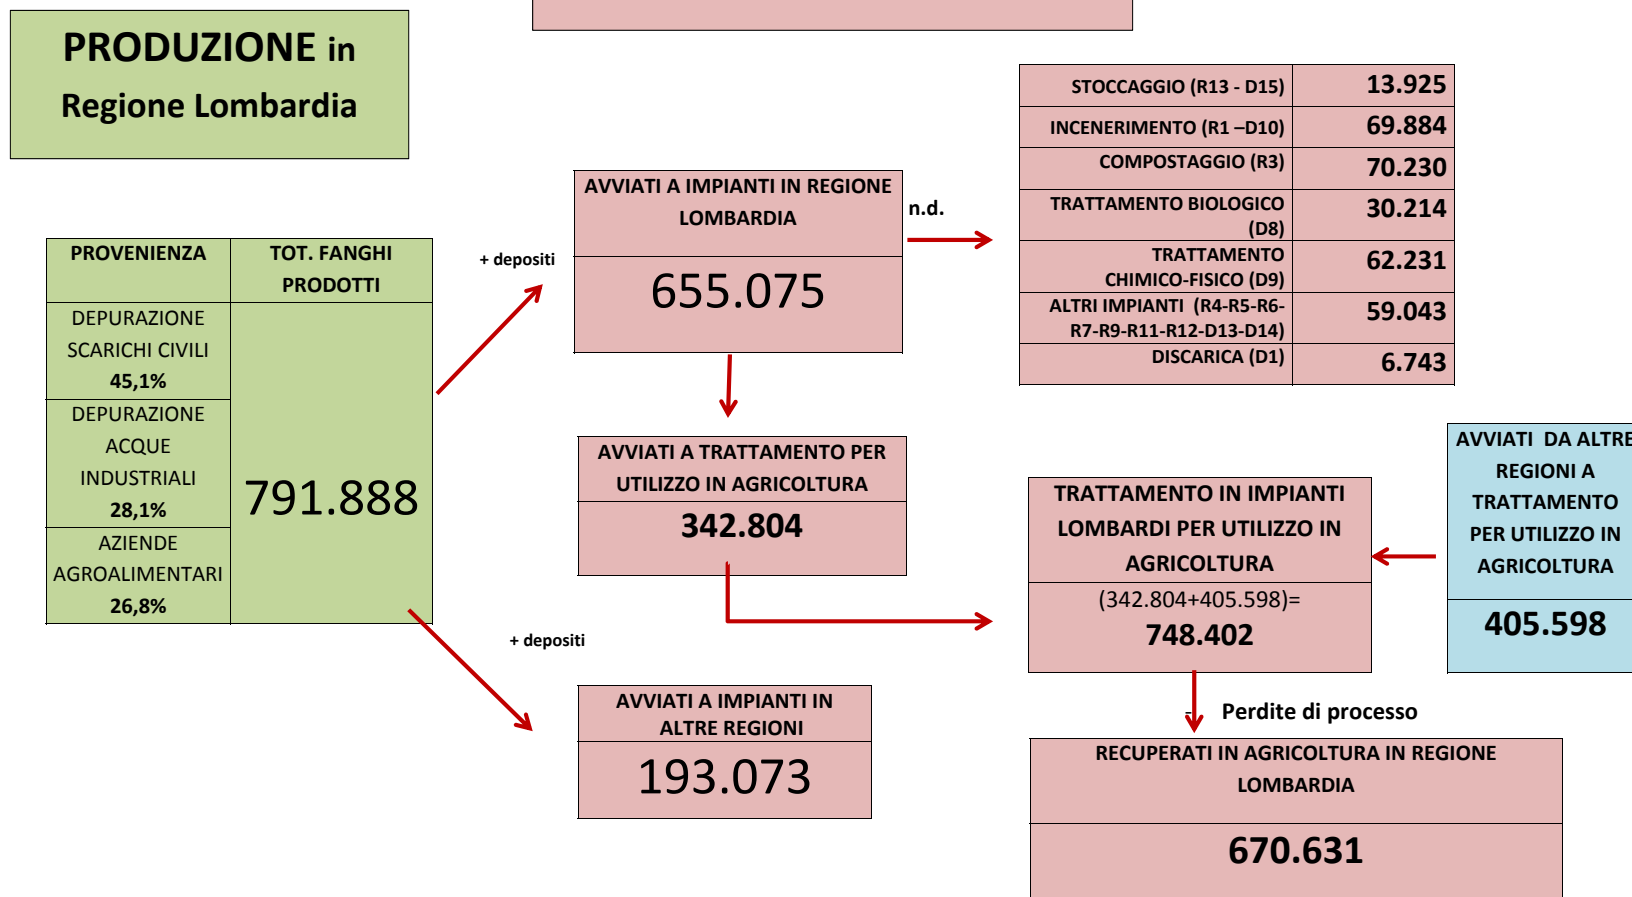 PRODUZIONE in
Regione Lombardia
PROVENIENZA
TOT. FANGHI
PRODOTTI
DEPURAZIONE
SCARICHI CIVILI
45,1%
DEPURAZIONE
ACQUE
INDUSTRIALI
28,1%
AZIENDE
AGROALIMENTARI
26,8%
791.888
+ depositi
+ depositi
AVVIATI A IMPIANTI IN REGIONE
LOMBARDIA
655.075
n.d.
STOCCAGGIO (R13 - D15)
13.925
INCENERIMENTO (R1 –D10)
69.884
COMPOSTAGGIO (R3)
70.230
TRATTAMENTO BIOLOGICO
(D8)
30.214
TRATTAMENTO
CHIMICO-FISICO (D9)
62.231
ALTRI IMPIANTI (R4-R5-R6-
R7-R9-R11-R12-D13-D14)
59.043
DISCARICA (D1)
6.743
AVVIATI A TRATTAMENTO PER
UTILIZZO IN AGRICOLTURA
342.804
TRATTAMENTO IN IMPIANTI
LOMBARDI PER UTILIZZO IN
AGRICOLTURA
(342.804+405.598)=
748.402
AVVIATI DA ALTRE
REGIONI A
TRATTAMENTO
PER UTILIZZO IN
AGRICOLTURA
405.598
AVVIATI A IMPIANTI IN
ALTRE REGIONI
193.073
- Perdite di processo
RECUPERATI IN AGRICOLTURA IN REGIONE
LOMBARDIA
670.631